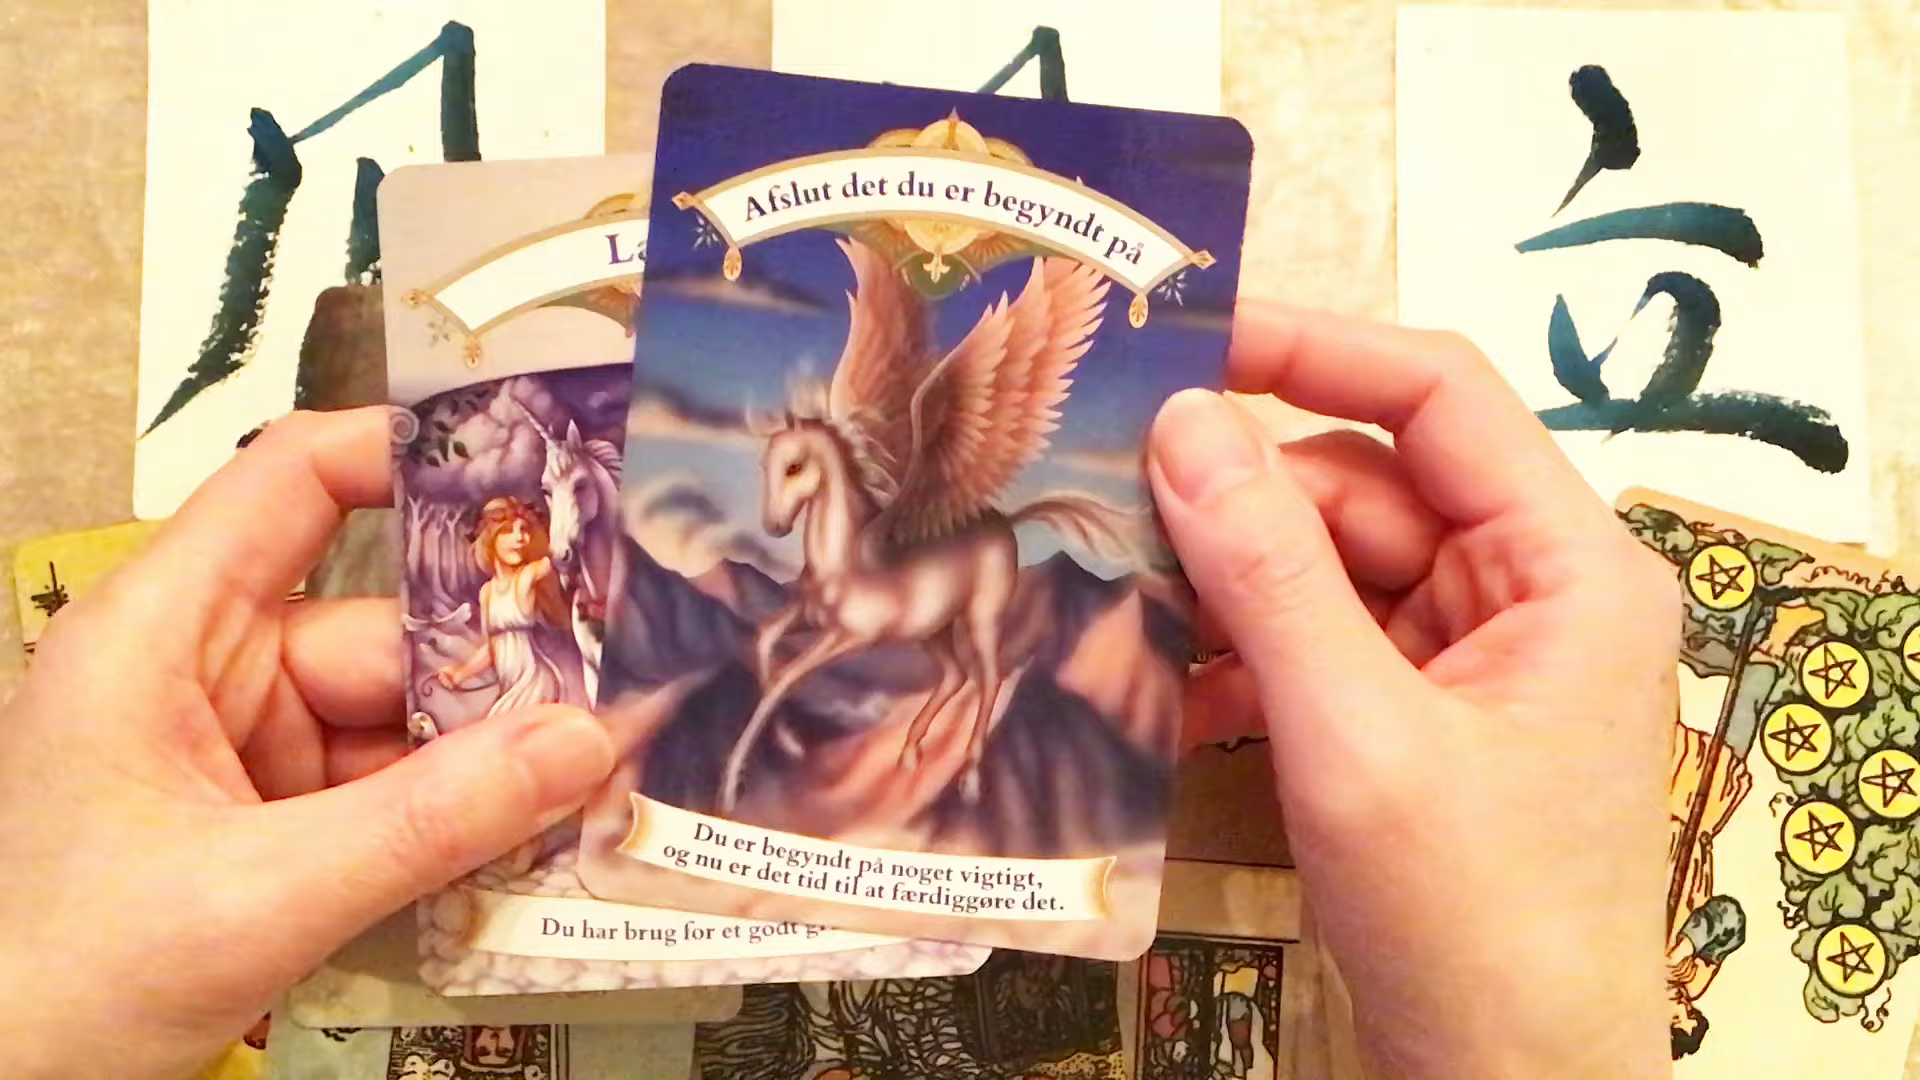 Afslut det du er begyndt på
Du er begyndt på noget vigtigt,
og nu er det tid til at færdiggøre det.
Du har brug for et godt
立